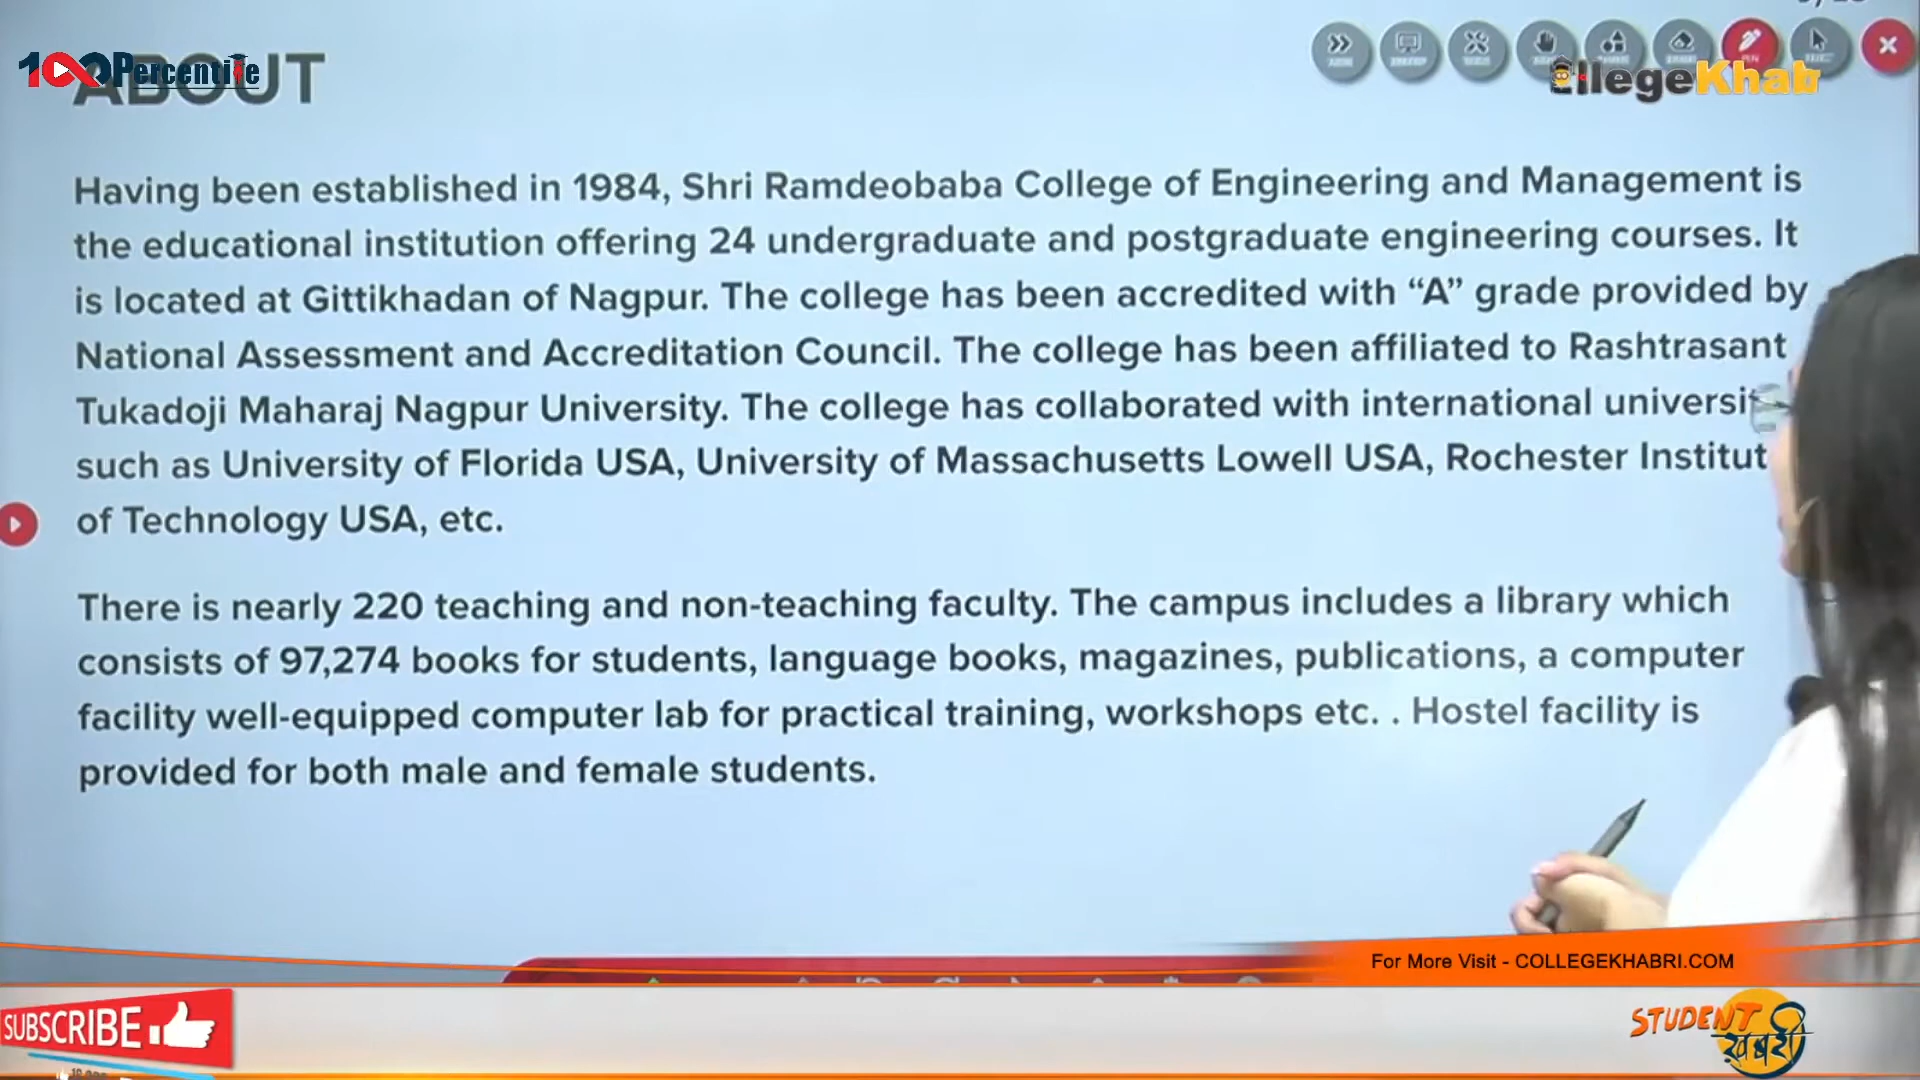 100Percentile
ABOUT
Having been established in 1984, Shri Ramdeobaba College of Engineering and Management is
the educational institution offering 24 undergraduate and postgraduate engineering courses. It
is located at Gittikhadan of Nagpur. The college has been accredited with “A” grade provided by
National Assessment and Accreditation Council. The college has been affiliated to Rashtrasant
Tukadoji Maharaj Nagpur University. The college has collaborated with international universit
such as University of Florida USA, University of Massachusetts Lowell USA, Rochester Institut
of Technology USA, etc.
There is nearly 220 teaching and non-teaching faculty. The campus includes a library which
consists of 97,274 books for students, language books, magazines, publications, a computer
facility well-equipped computer lab for practical training, workshops etc. . Hostel facility is
provided for both male and female students.
For More Visit - COLLEGEKHABRI.COM
SUBSCRIBE
STUDENT
ख़बरी